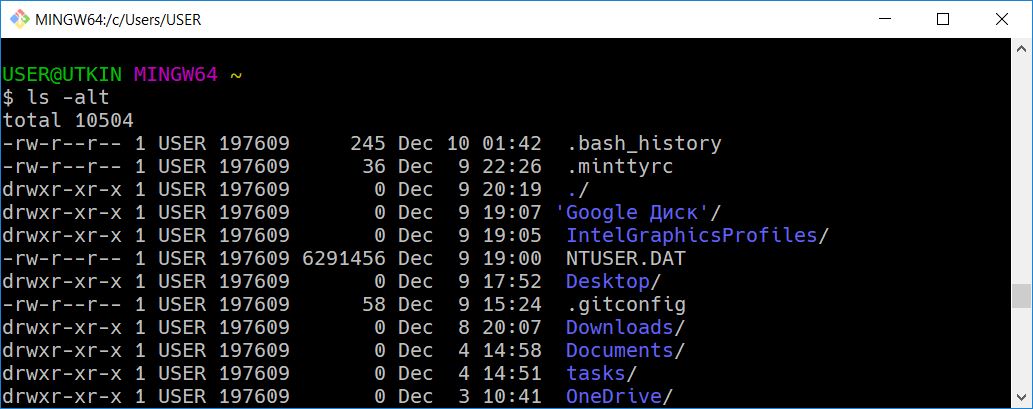 MINGW64:/c/Users/USER
USER@UTKIN MINGW64 ~
$ ls -alt
total 10504
-rw-r--r-- 1 USER 197609     245 Dec 10 01:42  .bash_history
-rw-r--r-- 1 USER 197609      36 Dec  9 22:26  .minttyrc
drwxr-xr-x 1 USER 197609       0 Dec  9 20:19  ./
drwxr-xr-x 1 USER 197609       0 Dec  9 19:07 'Google Диск'/
drwxr-xr-x 1 USER 197609       0 Dec  9 19:05  IntelGraphicsProfiles/
-rw-r--r-- 1 USER 197609 6291456 Dec  9 19:00  NTUSER.DAT
drwxr-xr-x 1 USER 197609       0 Dec  9 17:52  Desktop/
-rw-r--r-- 1 USER 197609      58 Dec  9 15:24  .gitconfig
drwxr-xr-x 1 USER 197609       0 Dec  8 20:07  Downloads/
drwxr-xr-x 1 USER 197609       0 Dec  4 14:58  Documents/
drwxr-xr-x 1 USER 197609       0 Dec  4 14:51  tasks/
drwxr-xr-x 1 USER 197609       0 Dec  3 10:41  OneDrive/